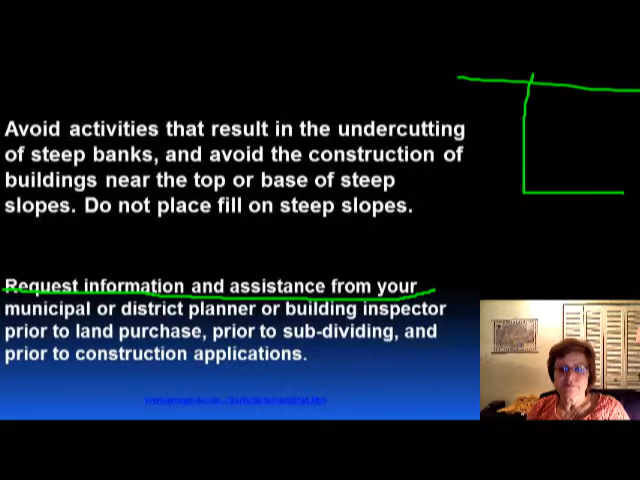 Avoid activities that result in the undercutting
of steep banks, and avoid the construction of
buildings near the top or base of steep
slopes. Do not place fill on steep slopes.
Request information and assistance from your
municipal or district planner or building inspector
prior to land purchase, prior to sub-dividing, and
prior to construction applications.